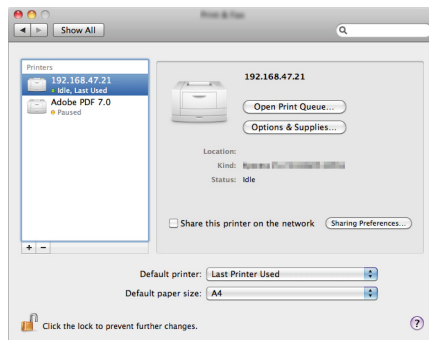 Print & Fax
Show All
Printers
192.168.47.21
Idle, Last Used
Adobe PDF 7.0
Paused
192.168.47.21
Open Print Queue...
Options & Supplies...
Location:
Kind:
Status: Idle
Share this printer on the network
Sharing Preferences...
+ −
Default printer: Last Printer Used
Default paper size: A4
Click the lock to prevent further changes.
?